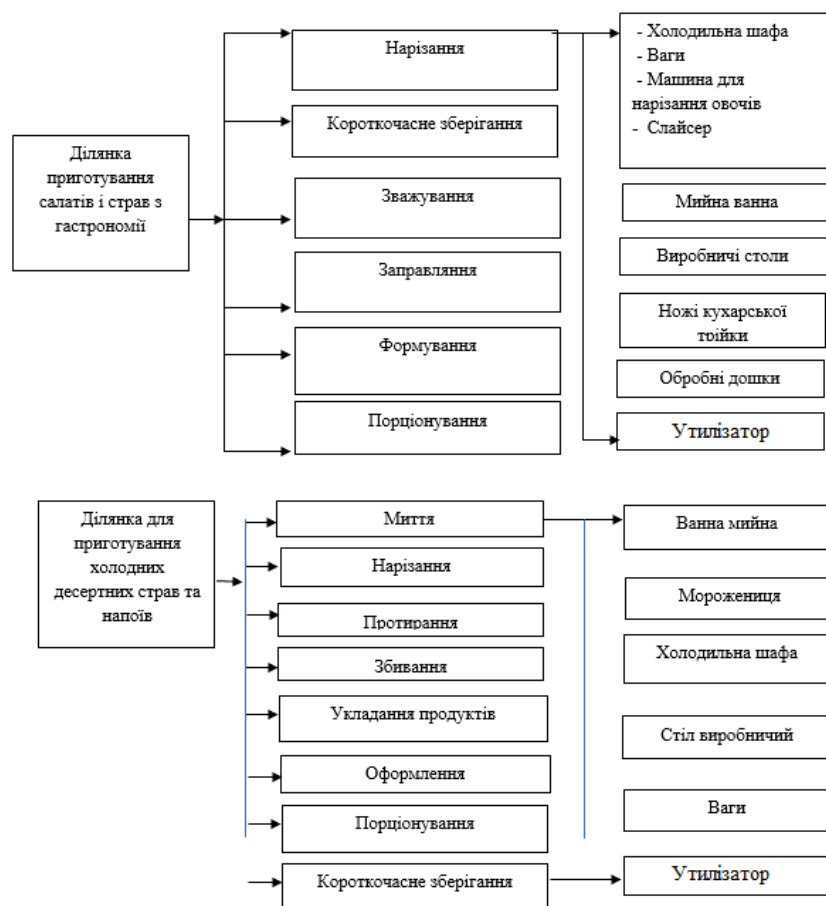 Ділянка
приготування
салатів і страв з
гастрономії
Нарізання
Короткочасне зберігання
Зважування
Заправляння
Формування
Порціонування
- Холодильна шафа
- Ваги
- Машина для
нарізання овочів
- Слайсер
Мийна ванна
Виробничі столи
Ножі кухарської
трійки
Обробні дошки
Утилізатор
Ділянка для
приготування
холодних
десертних страв та
напоїв
Миття
Нарізання
Протирання
Збивання
Укладання продуктів
Оформлення
Порціонування
Короткочасне зберігання
Ванна мийна
Морожениця
Холодильна шафа
Стіл виробничий
Ваги
Утилізатор